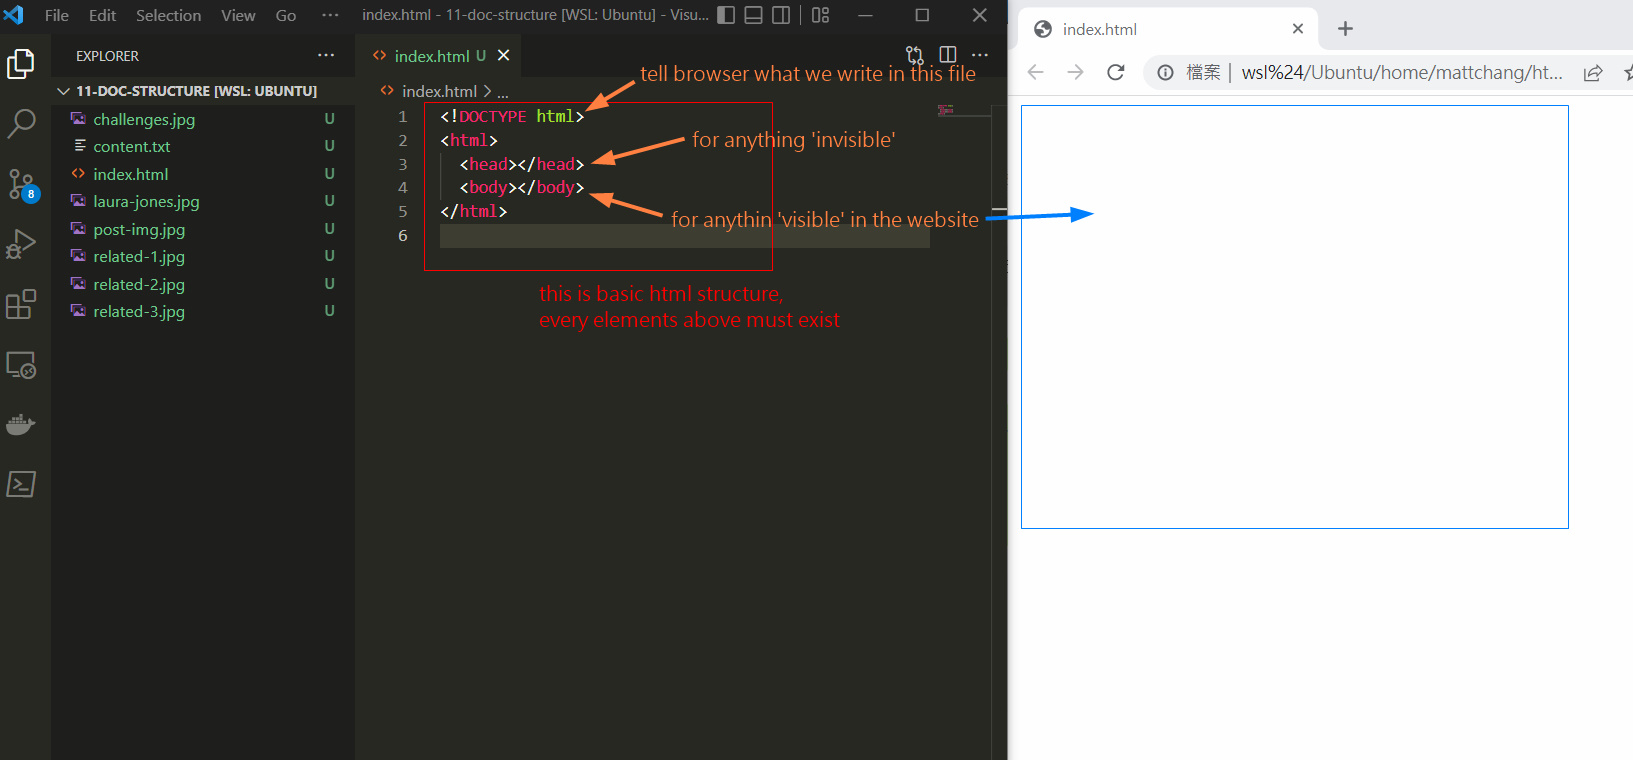 File Edit Selection View Go ··· index.html - 11-doc-structure [WSL: Ubuntu] - Visu...
EXPLORER ···
11-DOC-STRUCTURE [WSL: UBUNTU]
challenges.jpg U
content.txt U
index.html U
laura-jones.jpg U
post-img.jpg U
related-1.jpg U
related-2.jpg U
related-3.jpg U
8
index.html U
index.html > ...
1 <!DOCTYPE html>
2 <html>
3 <head></head>
4 <body></body>
5 </html>
6
tell browser what we write in this file
for anything 'invisible'
for anythin 'visible' in the website
this is basic html structure,
every elements above must exist
index.html
檔案 | wsl%24/Ubuntu/home/mattchang/ht...